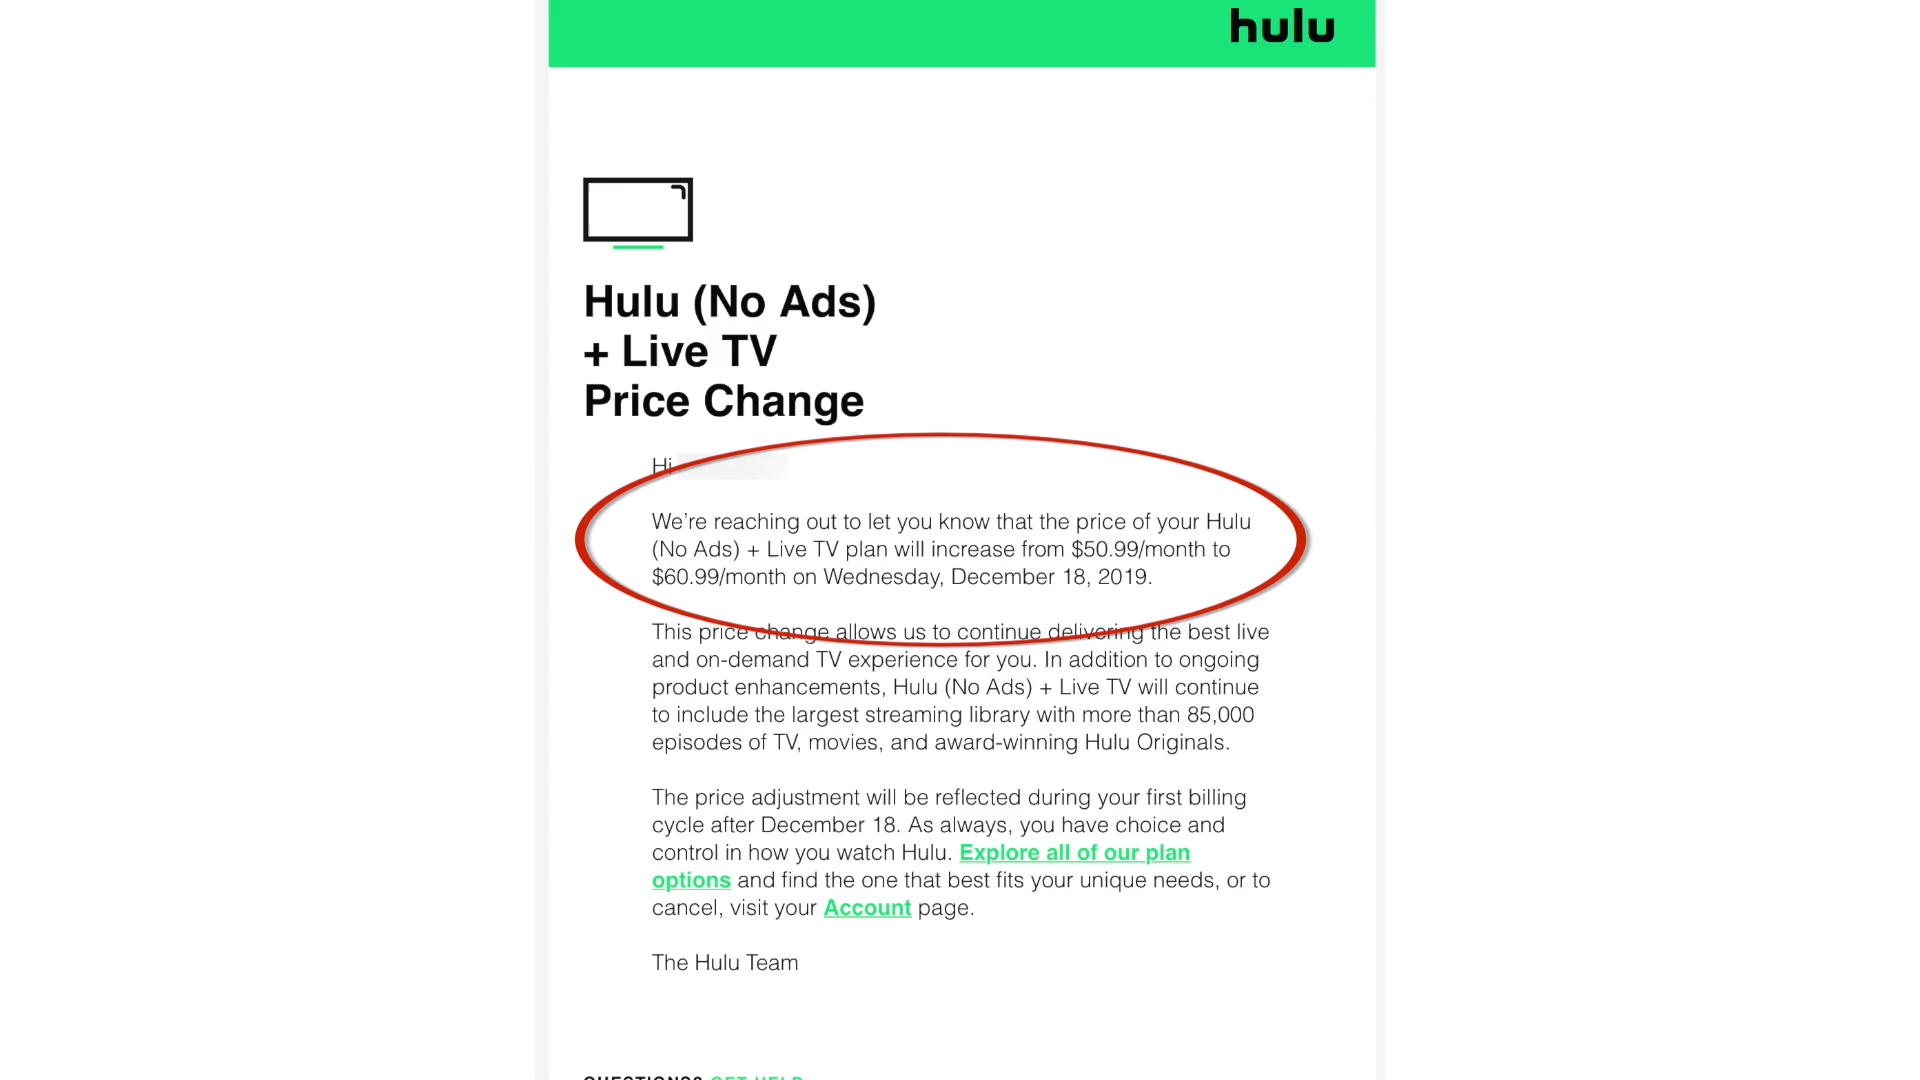 hulu
Hulu (No Ads)
+ Live TV
Price Change
Hi
We’re reaching out to let you know that the price of your Hulu
(No Ads) + Live TV plan will increase from $50.99/month to
$60.99/month on Wednesday, December 18, 2019.
This price change allows us to continue delivering the best live
and on-demand TV experience for you. In addition to ongoing
product enhancements, Hulu (No Ads) + Live TV will continue
to include the largest streaming library with more than 85,000
episodes of TV, movies, and award-winning Hulu Originals.
The price adjustment will be reflected during your first billing
cycle after December 18. As always, you have choice and
control in how you watch Hulu. Explore all of our plan
options and find the one that best fits your unique needs, or to
cancel, visit your Account page.
The Hulu Team
QUESTIONS? GET HELP